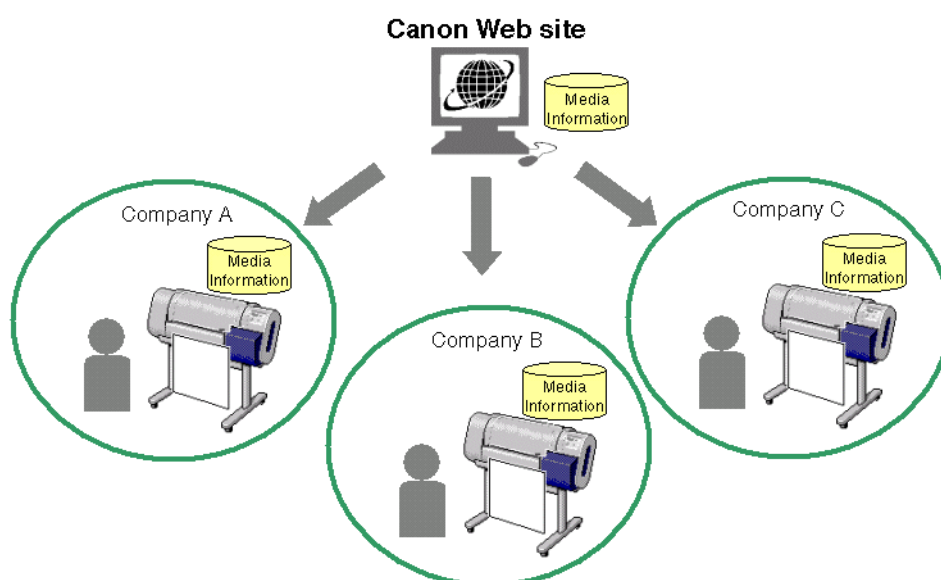 Canon Web site
Media
Information
Company A
Media
Information
Company B
Media
Information
Company C
Media
Information